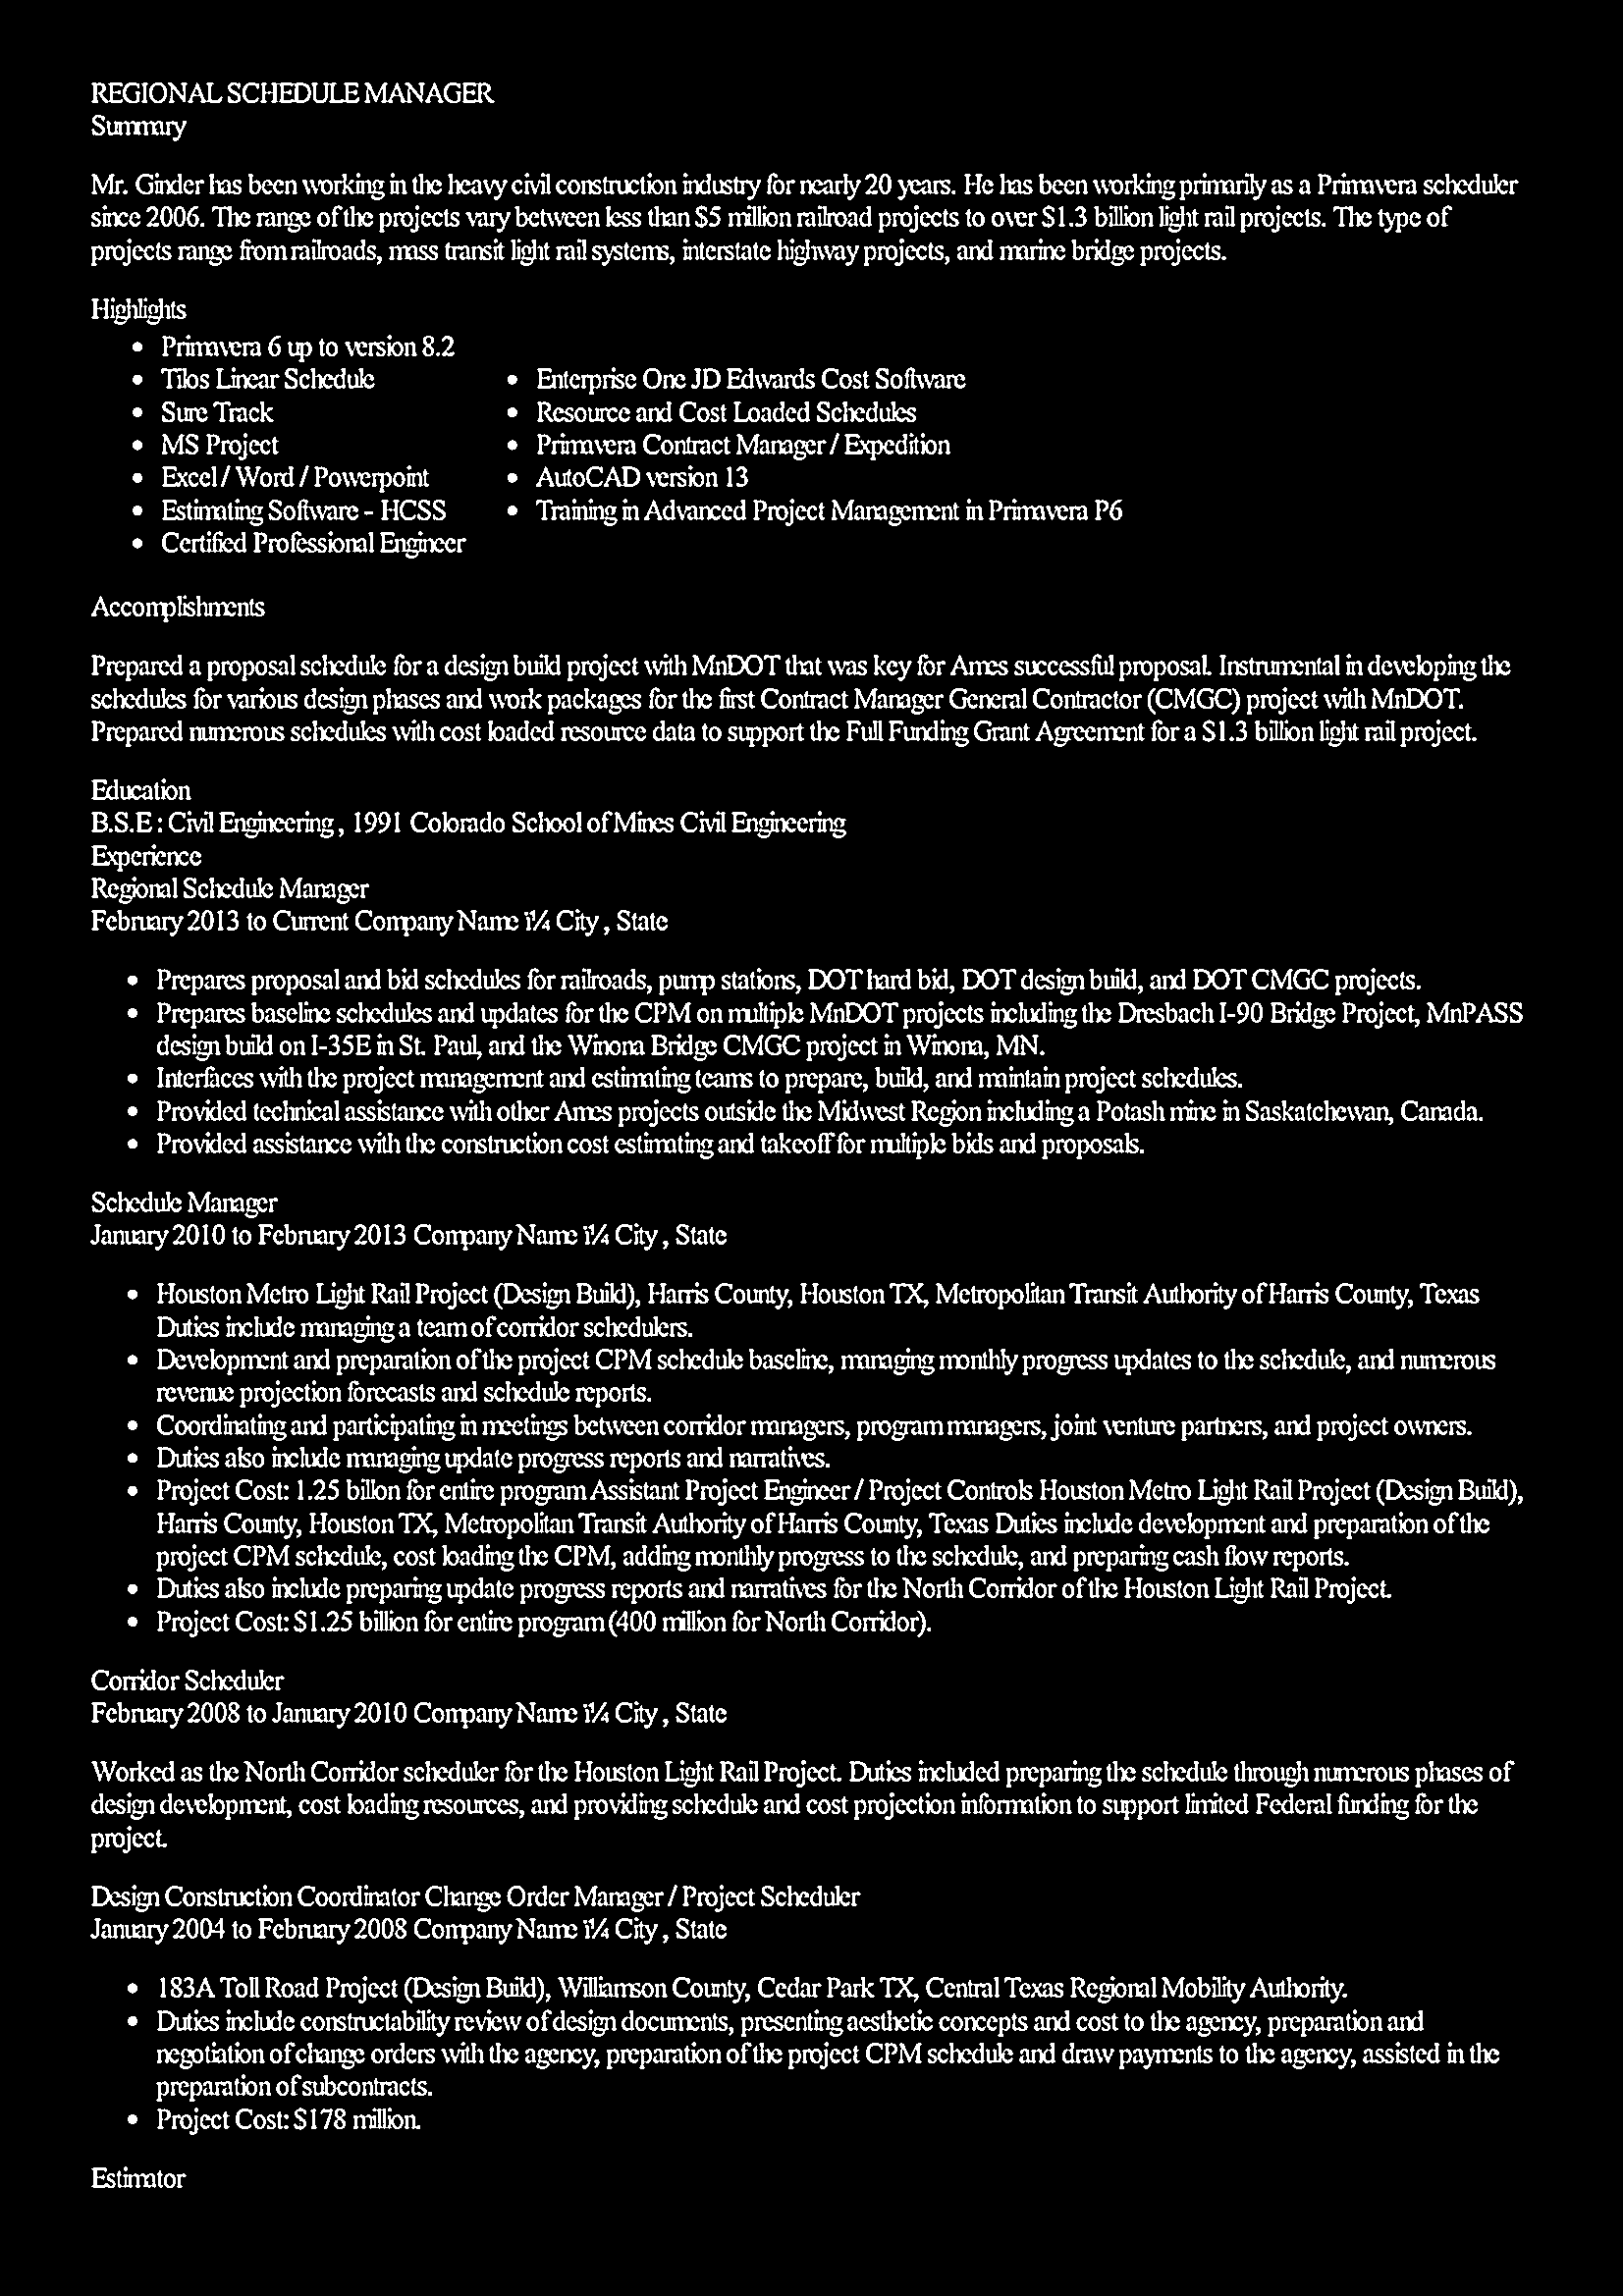 REGIONAL SCHEDULE MANAGER
Summary
Mr. Ginder has been working in the heavy civil construction industry for nearly 20 years. He has been working primarily as a Primavera scheduler
since 2006. The range of the projects vary between less than $5 million railroad projects to over $1.3 billion light rail projects. The type of
projects range from railroads, mass transit light rail systems, interstate highway projects, and marine bridge projects.
Highlights
• Primavera 6 up to version 8.2
• Tilos Linear Schedule
• Sure Track
• MS Project
• Excel / Word / Powerpoint
• Estimating Software - HCSS
• Certified Professional Engineer
• Enterprise One JD Edwards Cost Software
• Resource and Cost Loaded Schedules
• Primavera Contract Manager / Expedition
• AutoCAD version 13
• Training in Advanced Project Management in Primavera P6
Accomplishments
Prepared a proposal schedule for a design build project with MnDOT that was key for Ames successful proposal. Instrumental in developing the
schedules for various design phases and work packages for the first Contract Manager General Contractor (CMGC) project with MnDOT.
Prepared numerous schedules with cost loaded resource data to support the Full Funding Grant Agreement for a $1.3 billion light rail project.
Education
B.S.E : Civil Engineering , 1991 Colorado School of Mines Civil Engineering
Experience
Regional Schedule Manager
February 2013 to Current Company Name ï¼ City , State
• Prepares proposal and bid schedules for railroads, pump stations, DOT hard bid, DOT design build, and DOT CMGC projects.
• Prepares baseline schedules and updates for the CPM on multiple MnDOT projects including the Dresbach I-90 Bridge Project, MnPASS
design build on I-35E in St. Paul, and the Winona Bridge CMGC project in Winona, MN.
• Interfaces with the project management and estimating teams to prepare, build, and maintain project schedules.
• Provided technical assistance with other Ames projects outside the Midwest Region including a Potash mine in Saskatchewan, Canada.
• Provided assistance with the construction cost estimating and takeoff for multiple bids and proposals.
Schedule Manager
January 2010 to February 2013 Company Name ï¼ City , State
• Houston Metro Light Rail Project (Design Build), Harris County, Houston TX, Metropolitan Transit Authority of Harris County, Texas
Duties include managing a team of corridor schedulers.
• Development and preparation of the project CPM schedule baseline, managing monthly progress updates to the schedule, and numerous
revenue projection forecasts and schedule reports.
• Coordinating and participating in meetings between corridor managers, program managers, joint venture partners, and project owners.
• Duties also include managing update progress reports and narratives.
• Project Cost: 1.25 billon for entire program Assistant Project Engineer / Project Controls Houston Metro Light Rail Project (Design Build),
Harris County, Houston TX, Metropolitan Transit Authority of Harris County, Texas Duties include development and preparation of the
project CPM schedule, cost loading the CPM, adding monthly progress to the schedule, and preparing cash flow reports.
• Duties also include preparing update progress reports and narratives for the North Corridor of the Houston Light Rail Project.
• Project Cost: $1.25 billion for entire program (400 million for North Corridor).
Corridor Scheduler
February 2008 to January 2010 Company Name ï¼ City , State
Worked as the North Corridor scheduler for the Houston Light Rail Project. Duties included preparing the schedule through numerous phases of
design development, cost loading resources, and providing schedule and cost projection information to support limited Federal funding for the
project.
Design Construction Coordinator Change Order Manager / Project Scheduler
January 2004 to February 2008 Company Name ï¼ City , State
• 183A Toll Road Project (Design Build), Williamson County, Cedar Park TX, Central Texas Regional Mobility Authority.
• Duties include constructability review of design documents, presenting aesthetic concepts and cost to the agency, preparation and
negotiation of change orders with the agency, preparation of the project CPM schedule and draw payments to the agency, assisted in the
preparation of subcontracts.
• Project Cost: $178 million.
Estimator